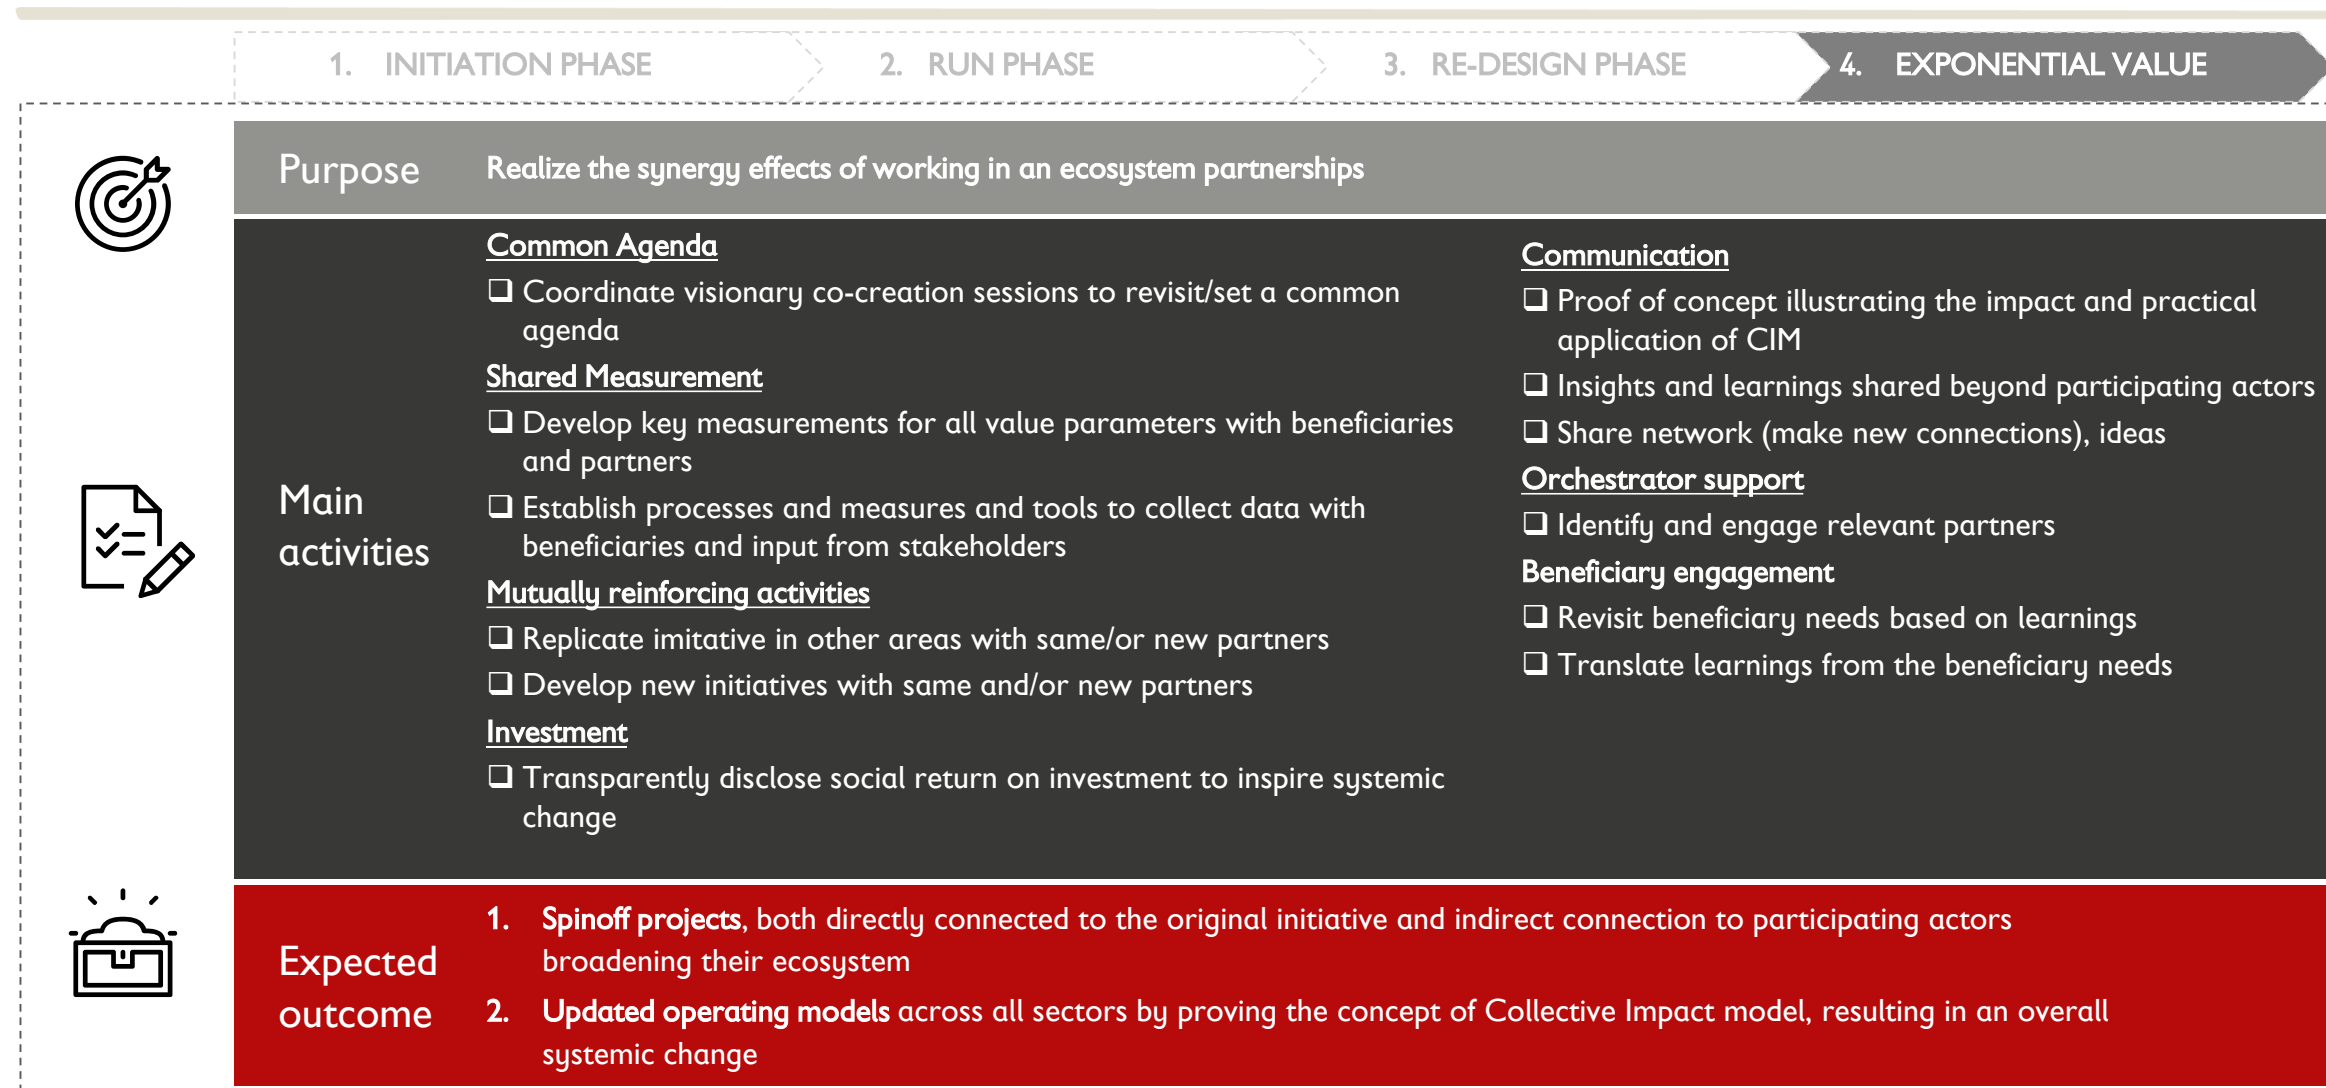 1. INITIATION PHASE
2. RUN PHASE
3. RE-DESIGN PHASE
4. EXPONENTIAL VALUE
Purpose
Realize the synergy effects of working in an ecosystem partnerships
Main
activities
Common Agenda
❑ Coordinate visionary co-creation sessions to revisit/set a common
agenda
Shared Measurement
❑ Develop key measurements for all value parameters with beneficiaries
and partners
❑ Establish processes and measures and tools to collect data with
beneficiaries and input from stakeholders
Mutually reinforcing activities
❑ Replicate imitative in other areas with same/or new partners
❑ Develop new initiatives with same and/or new partners
Investment
❑ Transparently disclose social return on investment to inspire systemic
change
Communication
❑ Proof of concept illustrating the impact and practical
application of CIM
❑ Insights and learnings shared beyond participating actors
❑ Share network (make new connections), ideas
Orchestrator support
❑ Identify and engage relevant partners
Beneficiary engagement
❑ Revisit beneficiary needs based on learnings
❑ Translate learnings from the beneficiary needs
Expected
outcome
1. Spinoff projects, both directly connected to the original initiative and indirect connection to participating actors
broadening their ecosystem
2. Updated operating models across all sectors by proving the concept of Collective Impact model, resulting in an overall
systemic change